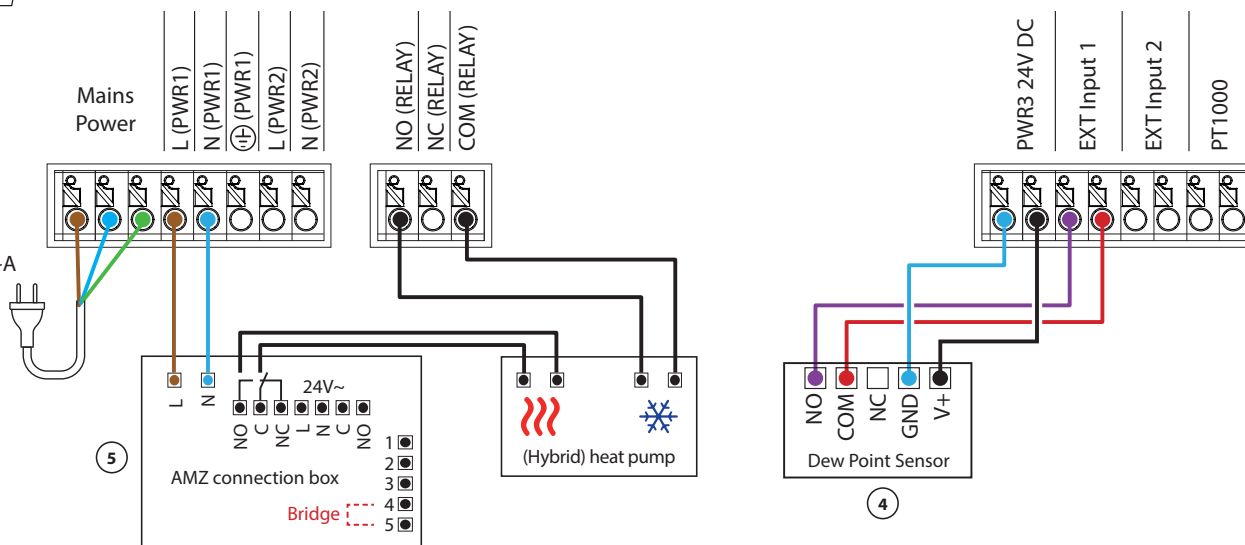 Mains
Power
L (PWR1)
N (PWR1)
(PWR1)
L (PWR2)
N (PWR2)
NO (RELAY)
NC (RELAY)
COM (RELAY)
PWR3 24V DC
EXT Input 1
EXT Input 2
PT1000
-A
L
N
24V~
NO
C
NC
L
N
C
NO
1
2
3
4
5
AMZ connection box
Bridge
5
(Hybrid) heat pump
NO
COM
NC
GND
V+
Dew Point Sensor
4